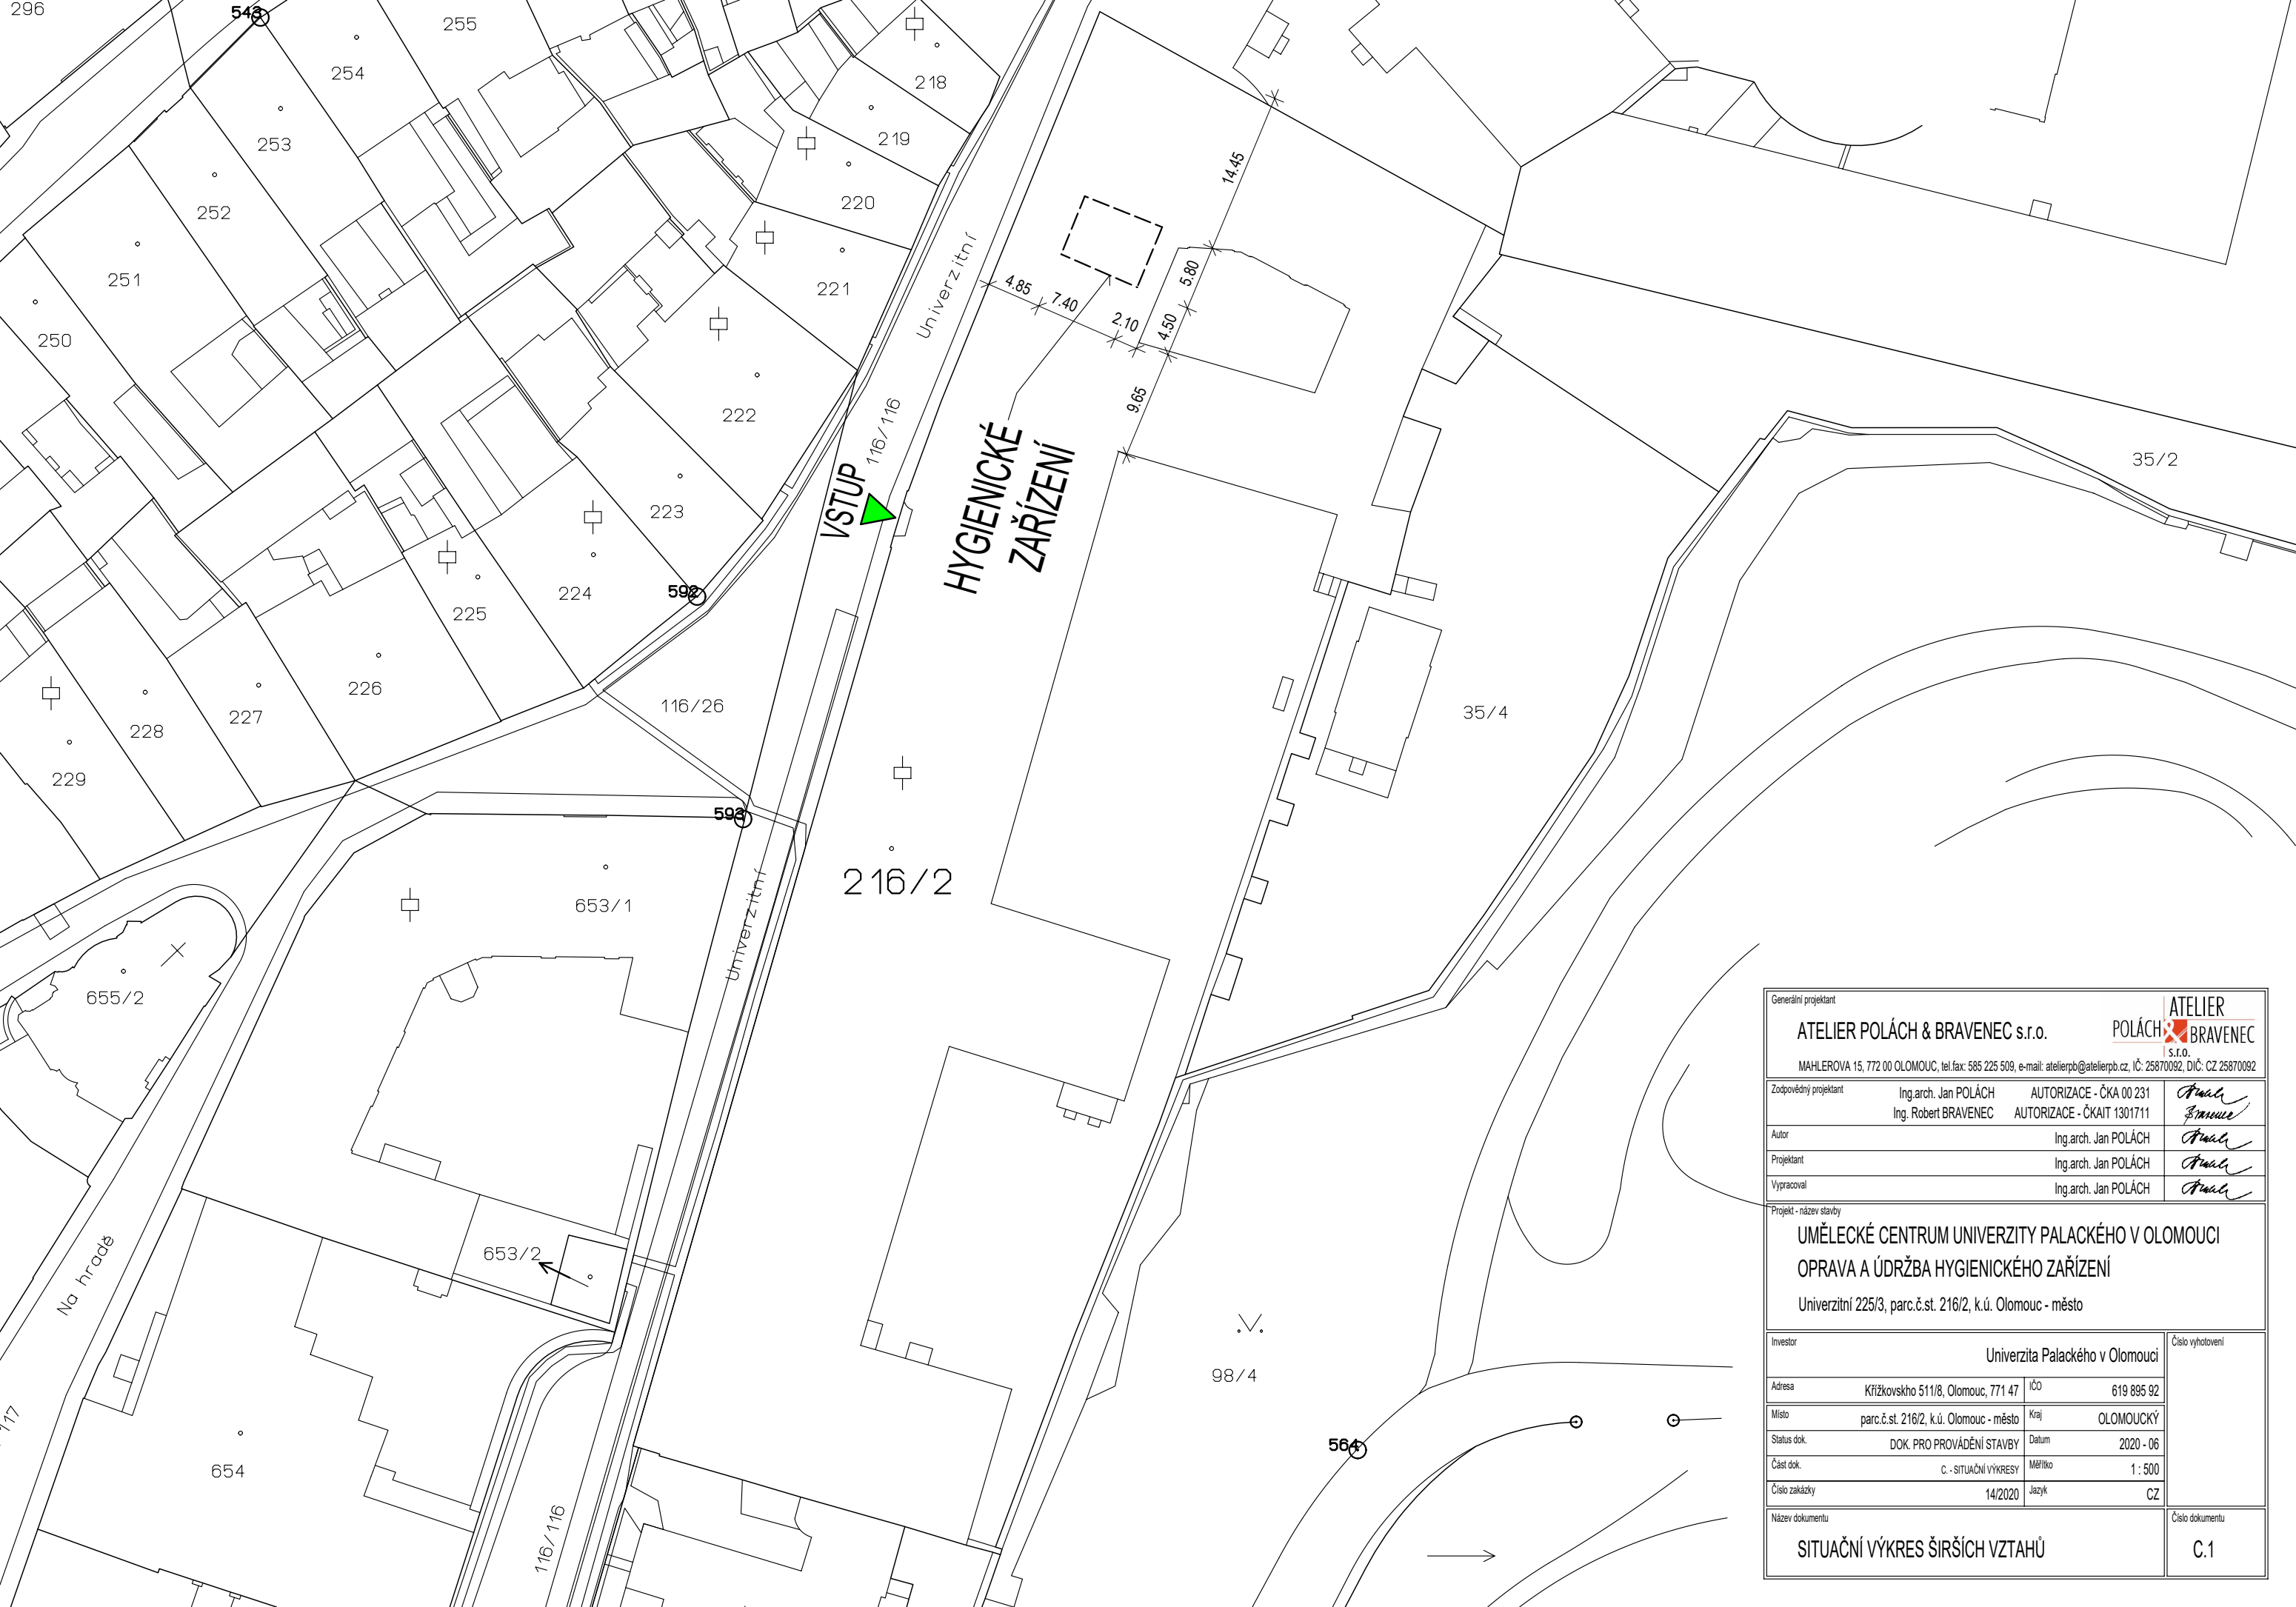 296
543
255
254
253
252
251
250
218
219
220
221
222
223
224
225
226
227
228
229
592
593
116/26
Univerzitní
116/116
VSTUP
HYGIENICKÉ
ZAŘÍZENÍ
14.45
5.80
4.50
9.65
4.85
7.40
2.10
35/2
35/4
216/2
653/1
Univerzitní
655/2
653/2
Na hradě
117
654
116/116
98/4
564
Generální projektant
ATELIER POLÁCH & BRAVENEC s.r.o.
ATELIER
POLÁCH & BRAVENEC
s.r.o.
MAHLEROVA 15, 772 00 OLOMOUC, tel.fax: 585 225 509, e-mail: atelierpb@atelierpb.cz, IČ: 25870092, DIČ: CZ 25870092
Zodpovědný projektant Ing.arch. Jan POLÁCH AUTORIZACE - ČKA 00 231
Ing. Robert BRAVENEC AUTORIZACE - ČKAIT 1301711
Autor Ing.arch. Jan POLÁCH
Projektant Ing.arch. Jan POLÁCH
Vypracoval Ing.arch. Jan POLÁCH
Projekt - název stavby
UMĚLECKÉ CENTRUM UNIVERZITY PALACKÉHO V OLOMOUCI
OPRAVA A ÚDRŽBA HYGIENICKÉHO ZAŘÍZENÍ
Univerzitní 225/3, parc.č.st. 216/2, k.ú. Olomouc - město
Investor Univerzita Palackého v Olomouci Číslo vyhotovení
Adresa Křížkovskho 511/8, Olomouc, 771 47 IČO 619 895 92
Místo parc.č.st. 216/2, k.ú. Olomouc - město Kraj OLOMOUCKÝ
Status dok. DOK. PRO PROVÁDĚNÍ STAVBY Datum 2020 - 06
Část dok. C. - SITUAČNÍ VÝKRESY Měřítko 1 : 500
Číslo zakázky 14/2020 Jazyk CZ
Název dokumentu Číslo dokumentu
SITUAČNÍ VÝKRES ŠIRŠÍCH VZTAHŮ C.1